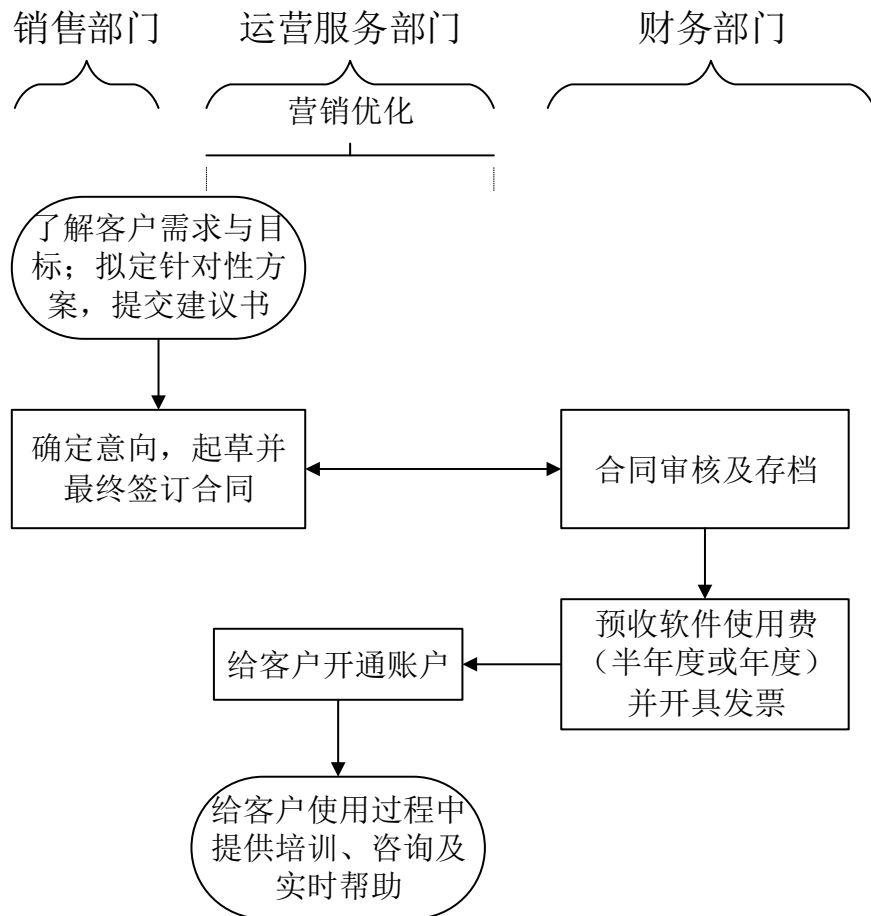 销售部门
运营服务部门
财务部门
营销优化
了解客户需求与目
标；拟定针对性方
案，提交建议书
确定意向，起草并
最终签订合同
合同审核及存档
预收软件使用费
（半年度或年度）
并开具发票
给客户开通账户
给客户使用过程中
提供培训、咨询及
实时帮助